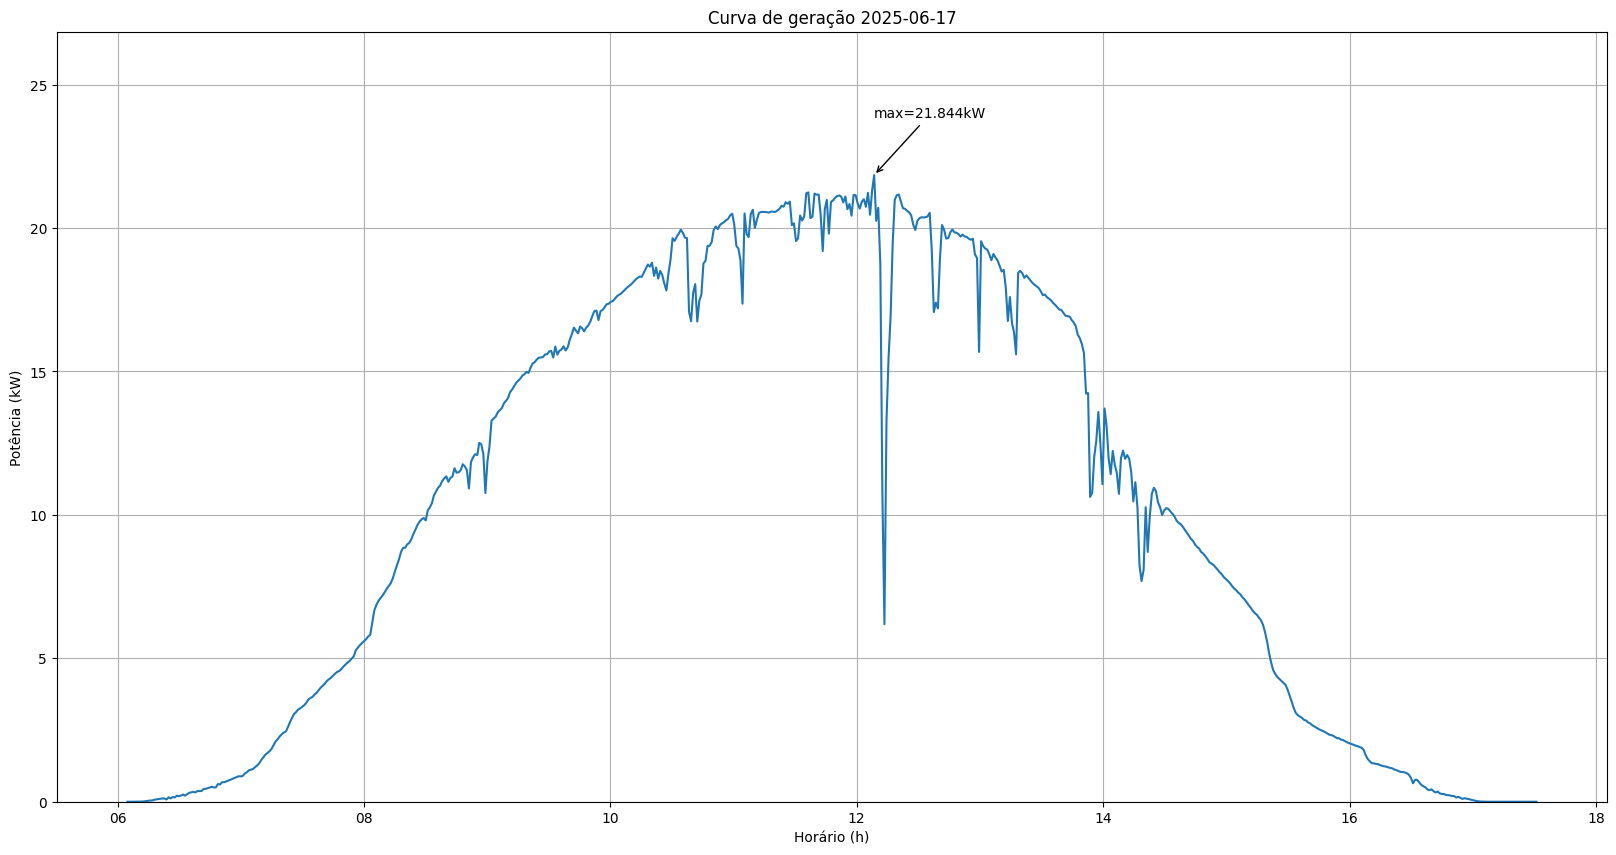 Curva de geração 2025-06-17
25
max=21.844kW
20
15
Potência (kW)
10
5
0
06 08 10 12 14 16 18
Horário (h)